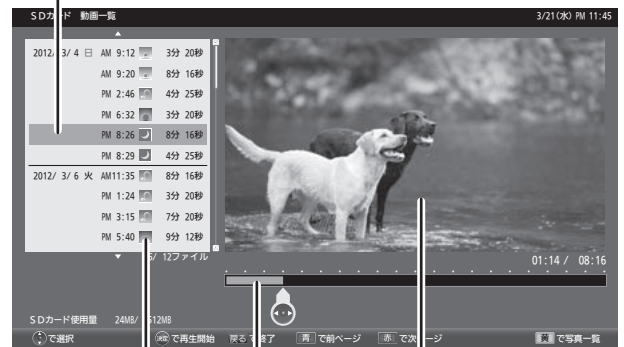 SDカード 動画一覧 3/21(水) PM 11:45
2012/ 3/ 4 日 AM 9:12 3分 20秒
AM 9:20 8分 16秒
PM 2:46 4分 25秒
PM 6:32 3分 20秒
PM 8:26 8分 16秒
PM 8:29 4分 25秒
2012/ 3/ 6 火 AM11:35 8分 16秒
PM 1:24 3分 20秒
PM 3:15 7分 20秒
PM 5:40 9分 12秒
/ 12ファイル
01:14 / 08:16
SDカード使用量 24MB/ 512MB
で選択 決定 で再生開始 戻る で終了 青 で前ページ 赤 で次ページ 黄 で写真一覧